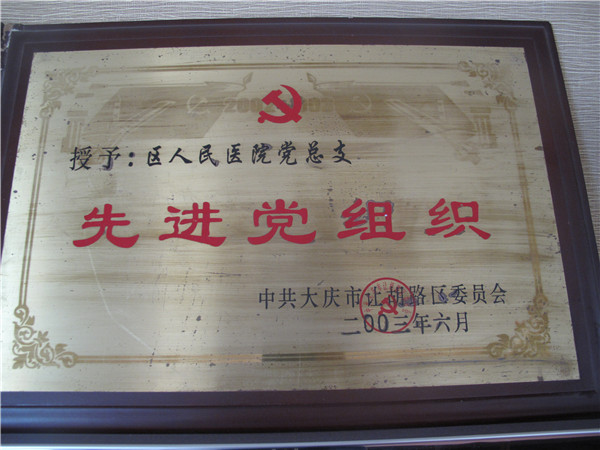 授予：区人民医院党总支
先进党组织
中共大庆市让胡路区委员会
二00三年六月